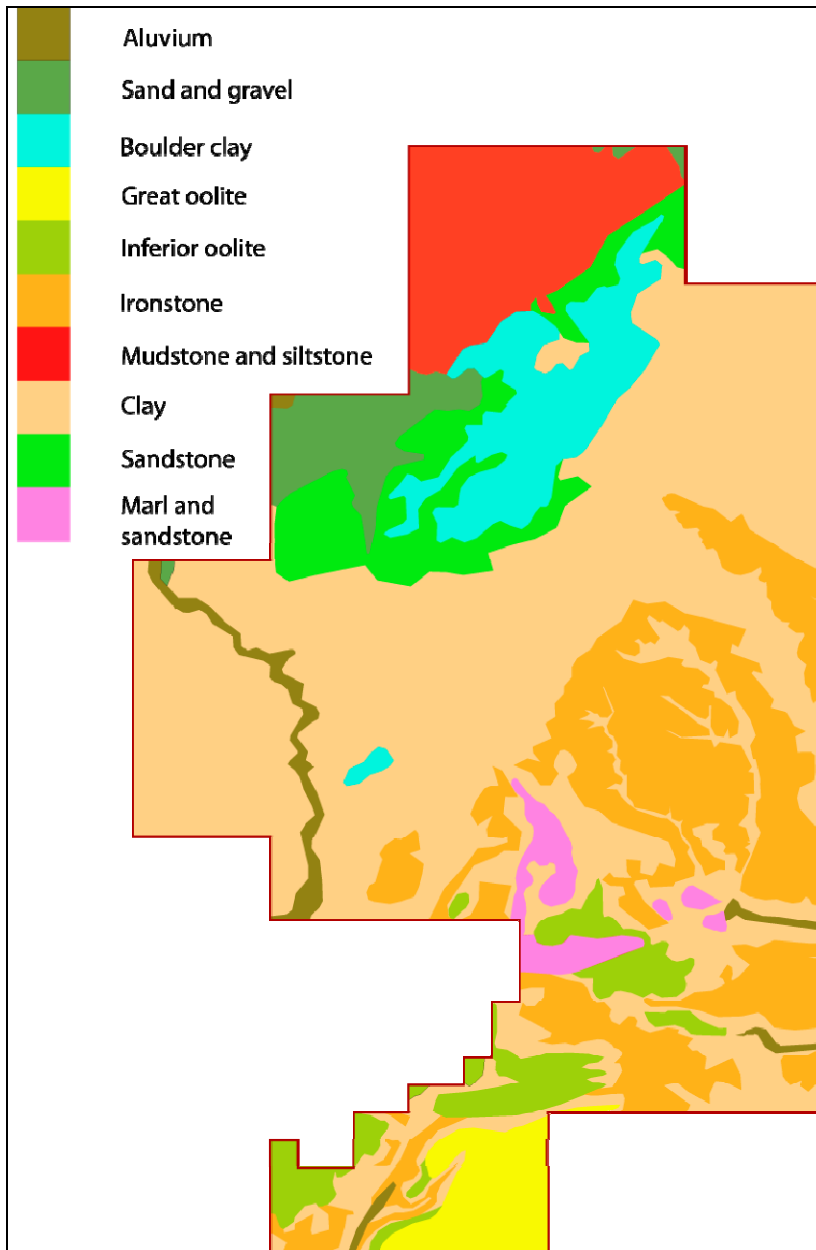 Aluvium
Sand and gravel
Boulder clay
Great oolite
Inferior oolite
Ironstone
Mudstone and siltstone
Clay
Sandstone
Marl and
sandstone